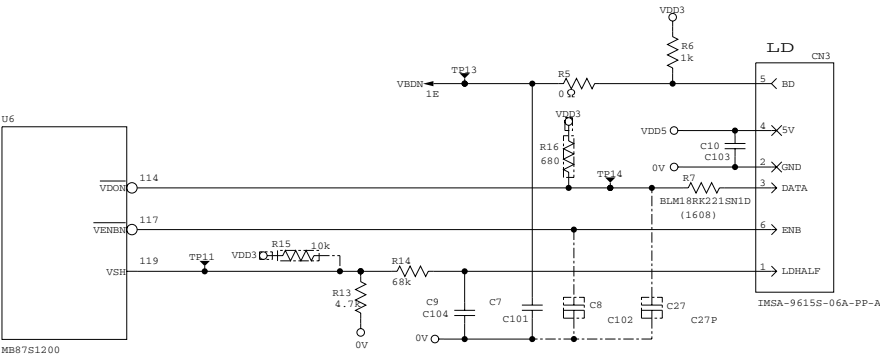 VDD3
R6
1k
LD
CN3
TP13
VBDN
1E
R5
0Ω
5
BD
VDD3
U6
VDD5
4
5V
R16
680
C10
C103
0V
2
GND
114
VDON
TP14
R7
3
DATA
BLM18RK221SN1D
(1608)
117
VENBN
6
ENB
R15
10k
VDD3
119
VSH
TP11
R14
68k
1
LDHALF
R13
4.7k
C9
C104
C7
C101
C8
C102
C27
C27P
IMSA-9615S-06A-PP-A
0V
0V
MB87S1200